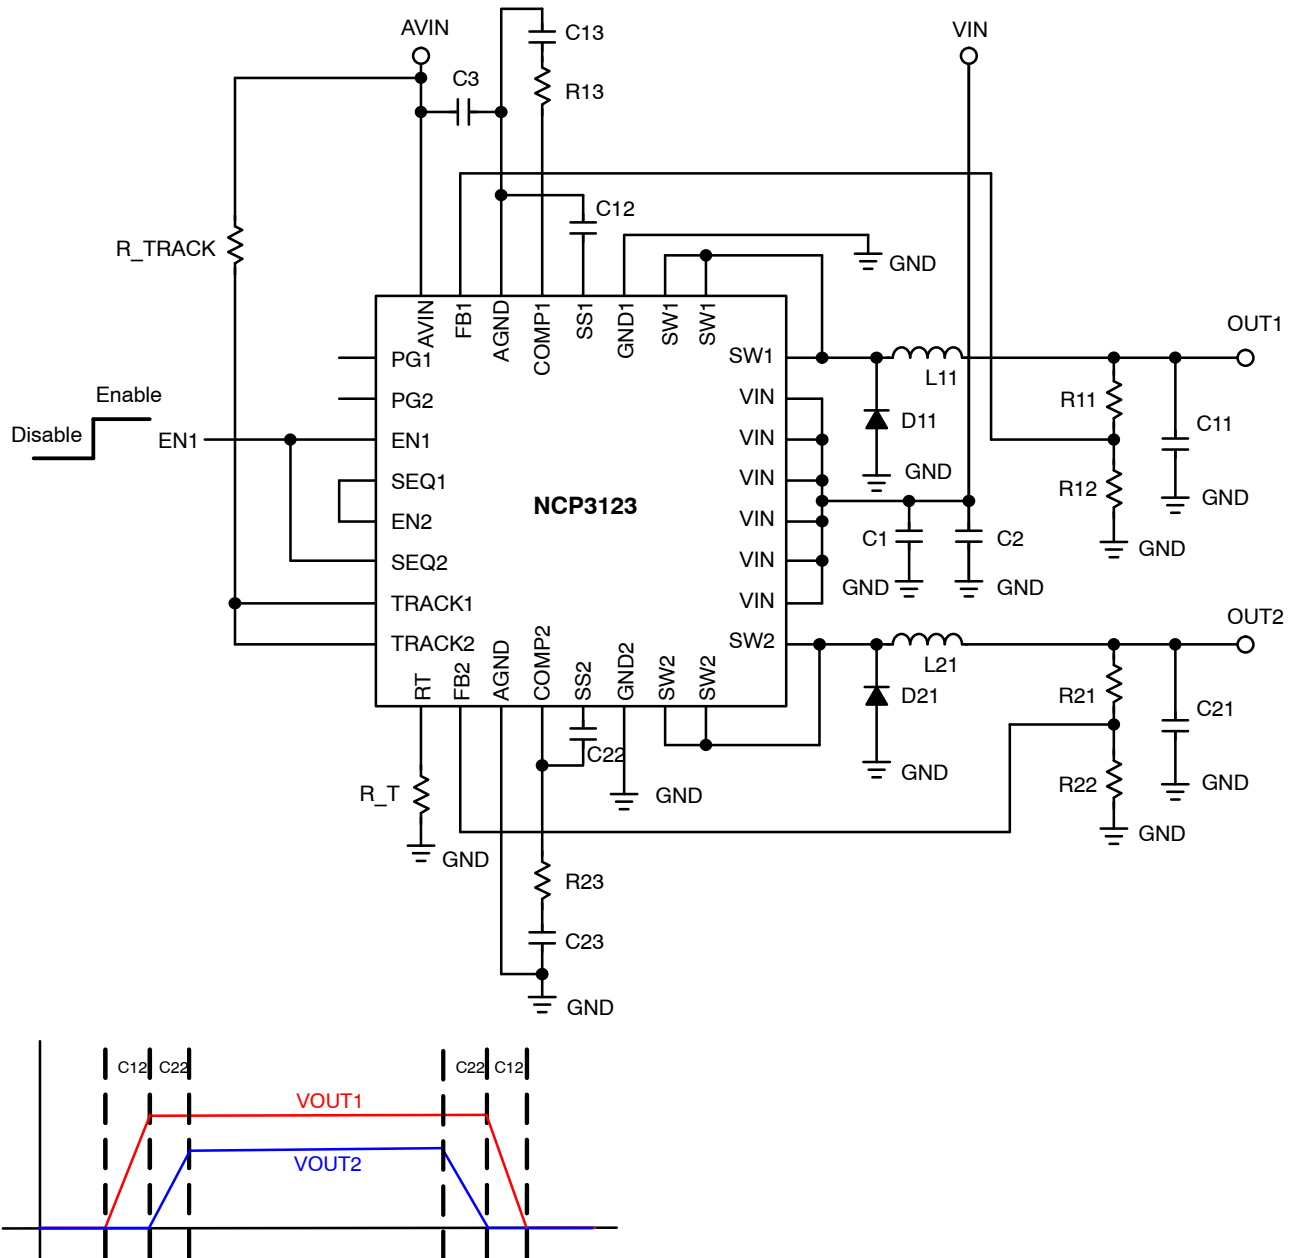 AVIN
C13
VIN
C3
R13
C12
R_TRACK
GND
AVIN
FB1
AGND
COMP1
SS1
GND1
SW1
SW1
OUT1
PG1
SW1
L11
Enable
PG2
VIN
R11
D11
C11
Disable
EN1
EN1
VIN
GND
SEQ1
VIN
R12
GND
NCP3123
EN2
VIN
C1
C2
GND
SEQ2
VIN
GND
GND
TRACK1
VIN
OUT2
TRACK2
SW2
L21
RT
FB2
AGND
COMP2
SS2
GND2
SW2
SW2
D21
R21
C21
C22
GND
R22
GND
R_T
GND
GND
GND
R23
C23
GND
C12
C22
C22
C12
VOUT1
VOUT2